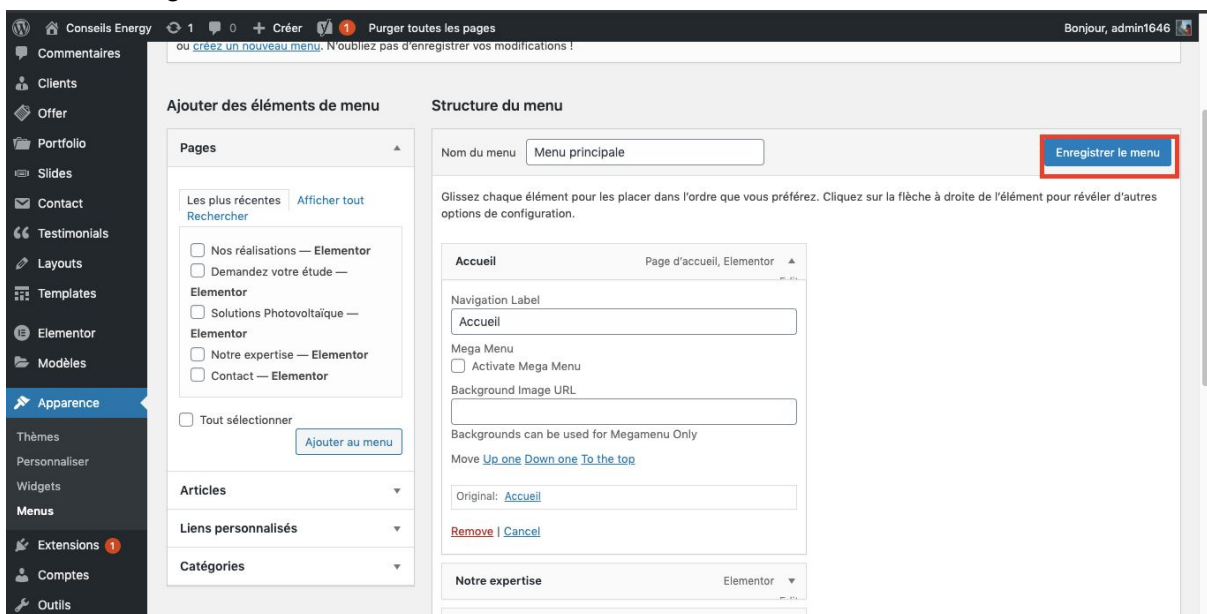 Conseils Energy 1 0 + Créer 1 Purger toutes les pages Bonjour, admin1646
Commentaires
Clients
Offer
Portfolio
Slides
Contact
Testimonials
Layouts
Templates
Elementor
Modèles
Apparence
Thèmes
Personnaliser
Widgets
Menus
Extensions 1
Comptes
Outils
ou créez un nouveau menu. N'oubliez pas d'enregistrer vos modifications !
Ajouter des éléments de menu
Pages
Les plus récentes Afficher tout
Rechercher
Nos réalisations — Elementor
Demandez votre étude —
Elementor
Solutions Photovoltaïque —
Elementor
Notre expertise — Elementor
Contact — Elementor
Tout sélectionner
Ajouter au menu
Articles
Liens personnalisés
Catégories
Structure du menu
Nom du menu Menu principale Enregistrer le menu
Glissez chaque élément pour les placer dans l'ordre que vous préférez. Cliquez sur la flèche à droite de l'élément pour révéler d'autres
options de configuration.
Accueil Page d'accueil, Elementor
Navigation Label
Accueil
Mega Menu
Activate Mega Menu
Background Image URL
Backgrounds can be used for Megamenu Only
Move Up one Down one To the top
Original: Accueil
Remove | Cancel
Notre expertise Elementor